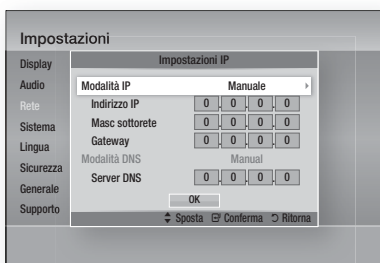 Impostazioni
Display
Audio
Rete
Sistema
Lingua
Sicurezza
Generale
Supporto
Impostazioni IP
Modalità IP Manuale
Indirizzo IP 0 . 0 . 0 . 0
Masc sottorete 0 . 0 . 0 . 0
Gateway 0 . 0 . 0 . 0
Modalità DNS Manual
Server DNS 0 . 0 . 0 . 0
OK
Sposta Conferma Ritorna